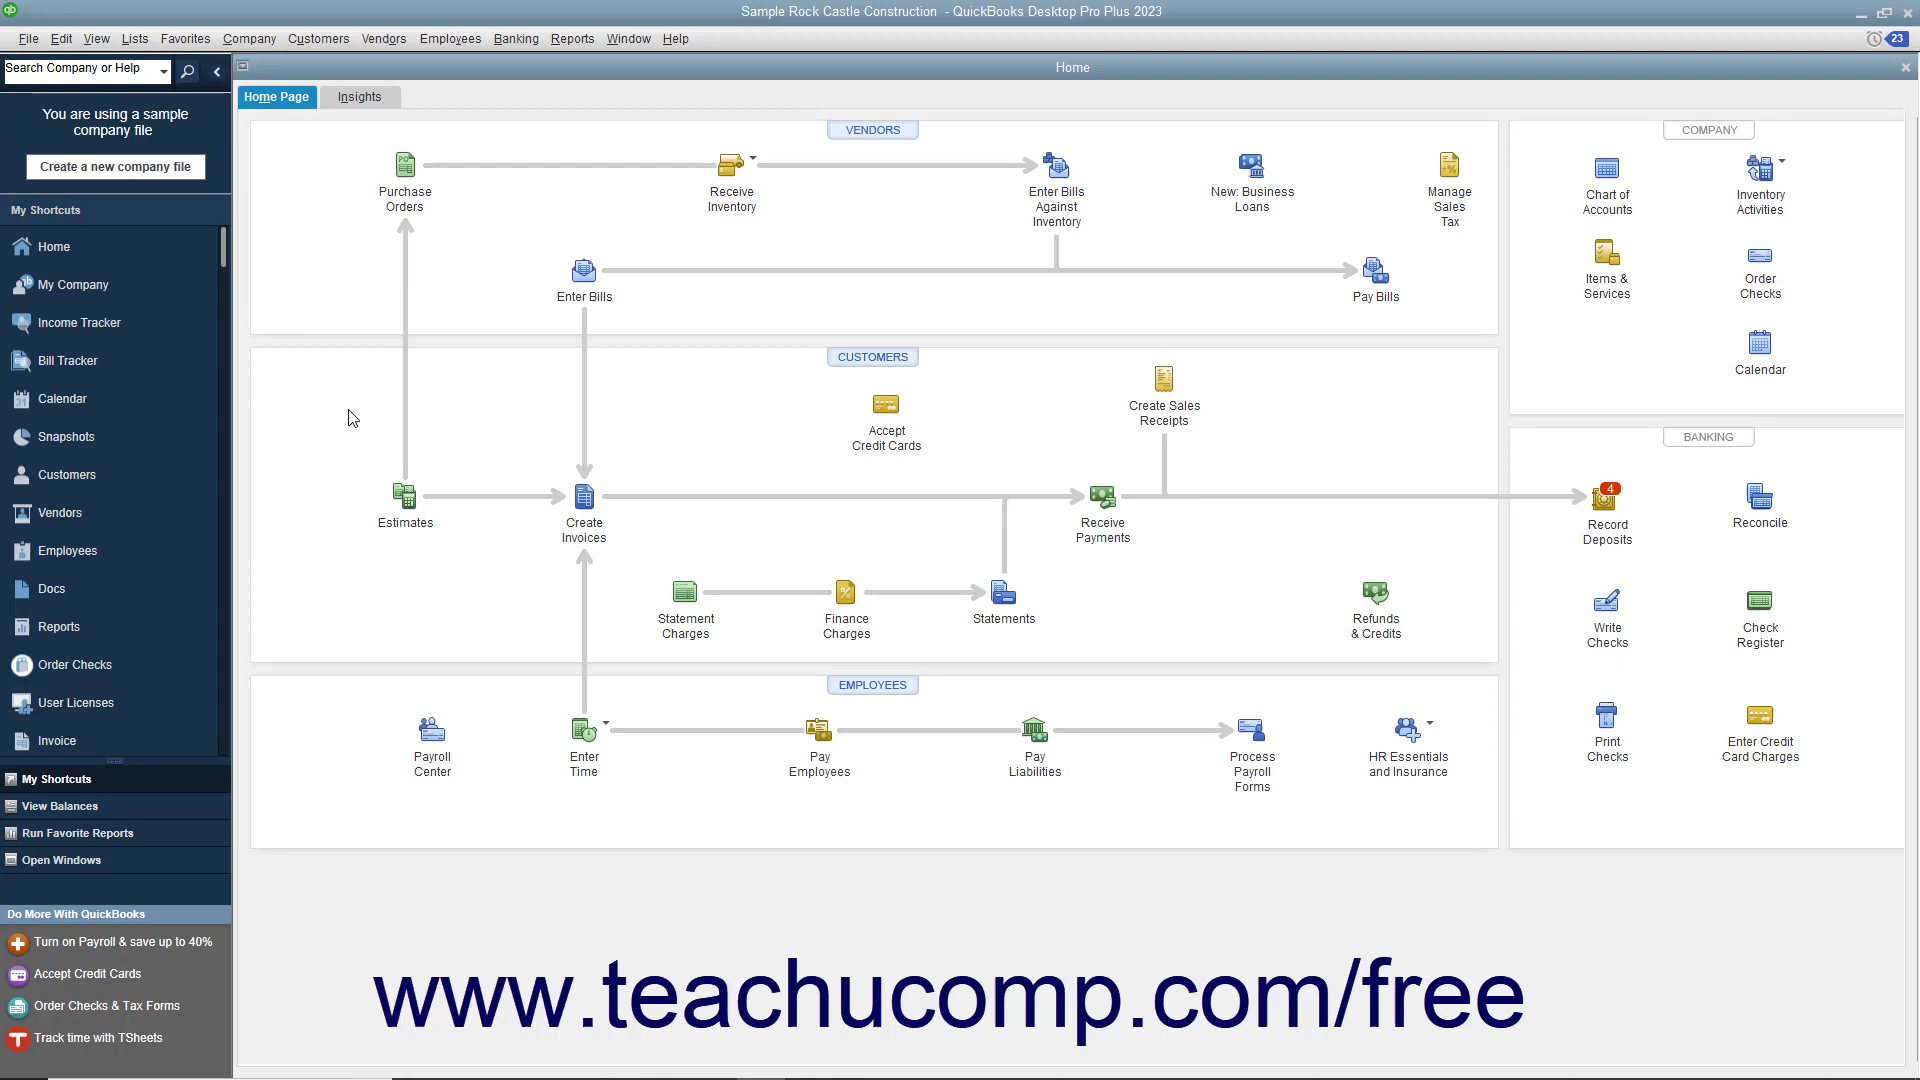 Sample Rock Castle Construction - QuickBooks Desktop Pro Plus 2023
File Edit View Lists Favorites Company Customers Vendors Employees Banking Reports Window Help
23
Search Company or Help
Home
You are using a sample
company file
Create a new company file
My Shortcuts
Home
My Company
Income Tracker
Bill Tracker
Calendar
Snapshots
Customers
Vendors
Employees
Docs
Reports
Order Checks
User Licenses
Invoice
My Shortcuts
View Balances
Run Favorite Reports
Open Windows
Do More With QuickBooks
Turn on Payroll & save up to 40%
Accept Credit Cards
Order Checks & Tax Forms
Track time with TSheets
Home Page
Insights
VENDORS
Purchase
Orders
Receive
Inventory
Enter Bills
Against
Inventory
New: Business
Loans
Manage
Sales
Tax
Enter Bills
Pay Bills
CUSTOMERS
Accept
Credit Cards
Create Sales
Receipts
Estimates
Create
Invoices
Receive
Payments
Statement
Charges
Finance
Charges
Statements
Refunds
& Credits
EMPLOYEES
Payroll
Center
Enter
Time
Pay
Employees
Pay
Liabilities
Process
Payroll
Forms
HR Essentials
and Insurance
COMPANY
Chart of
Accounts
Inventory
Activities
Items &
Services
Order
Checks
Calendar
BANKING
4
Record
Deposits
Reconcile
Write
Checks
Check
Register
Print
Checks
Enter Credit
Card Charges
www.teachucomp.com/free